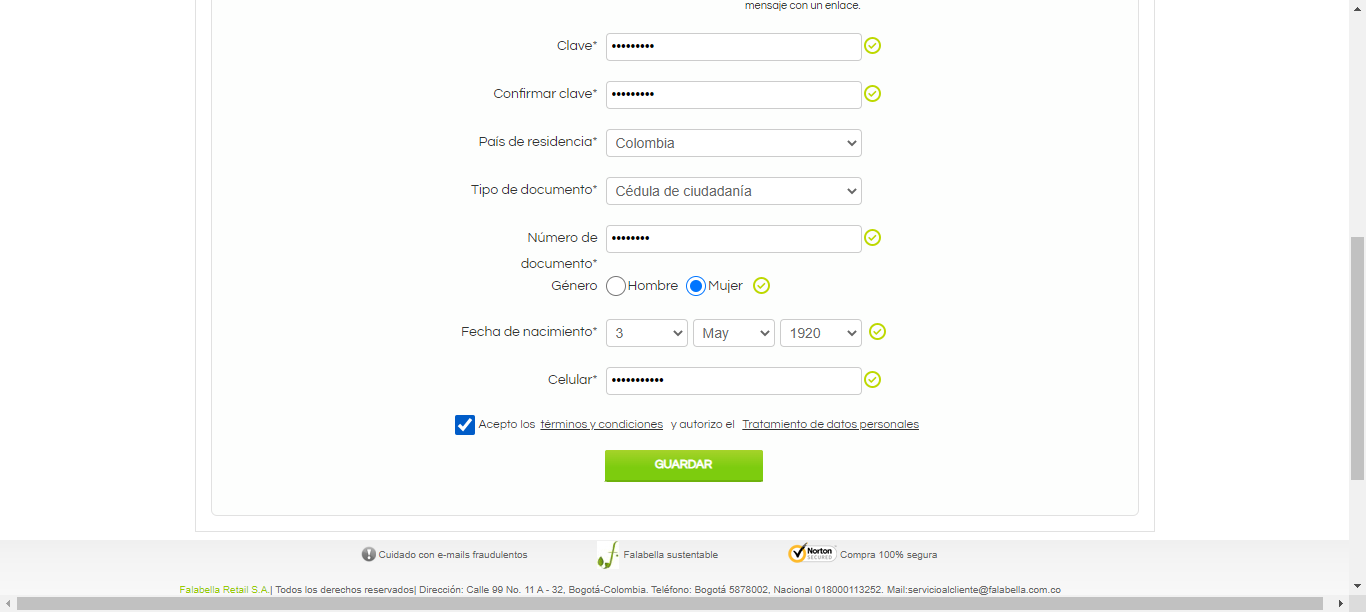 mensaje con un enlace.
Clave* •••••••••
Confirmar clave* •••••••••
País de residencia* Colombia
Tipo de documento* Cédula de ciudadanía
Número de documento* ••••••••
Género Hombre Mujer
Fecha de nacimiento* 3 May 1920
Celular* •••••••••••
Acepto los términos y condiciones y autorizo el Tratamiento de datos personales
GUARDAR
Cuidado con e-mails fraudulentos Falabella sustentable Norton SECURED Compra 100% segura
Falabella Retail S.A.| Todos los derechos reservados| Dirección: Calle 99 No. 11 A - 32, Bogotá-Colombia. Teléfono: Bogotá 5878002, Nacional 018000113252. Mail:servicioalcliente@falabella.com.co